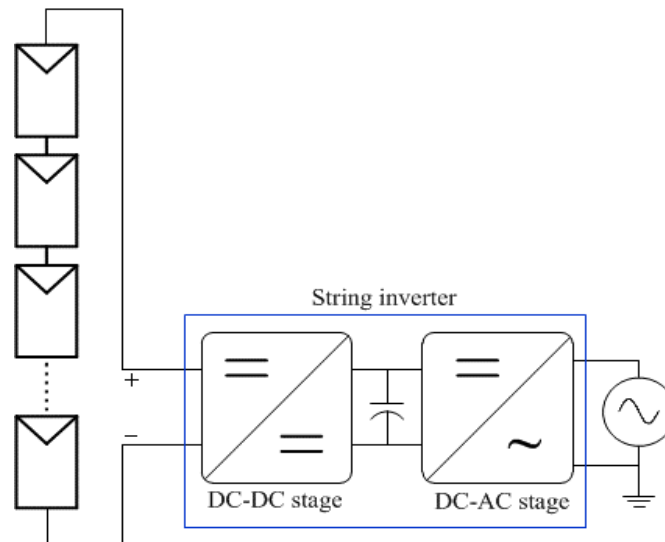 String inverter
+
−
DC-DC stage
DC-AC stage